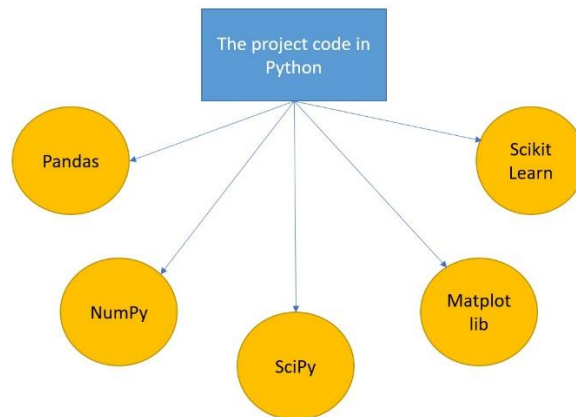 The project code in
Python
Pandas
Scikit
Learn
NumPy
Matplot
lib
SciPy